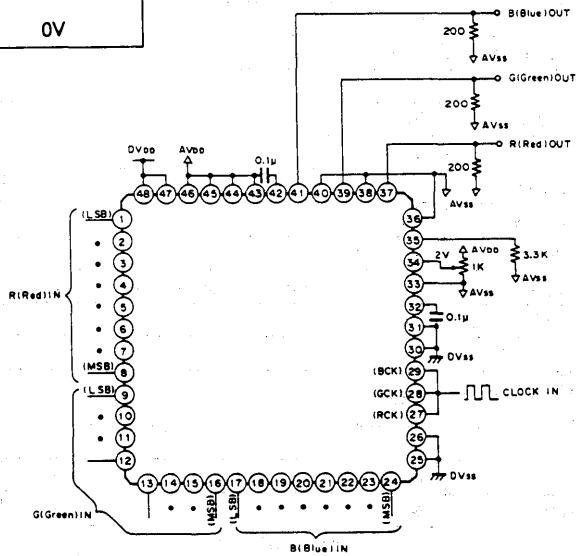 0V
B(Blue)OUT
200
AVss
G(Green)OUT
200
AVss
R(Red)OUT
200
AVss
DVDD
AVDD
0.1µ
48 47 46 45 44 43 42 41 40 39 38 37
(LSB) 1
2
3
4
5
6
7
(MSB) 8
R(Red)IN
(LSB) 9
10
11
12
G(Green)IN
36
35
34
33
32
31
30
29
28
27
26
25
2V
AVDD
1K
AVss
3.3K
AVss
0.1µ
DVss
(BCK)
(GCK)
(RCK)
CLOCK IN
DVss
13 14 15 16 17 18 19 20 21 22 23 24
(MSB)
(LSB)
(MSB)
B(Blue)IN